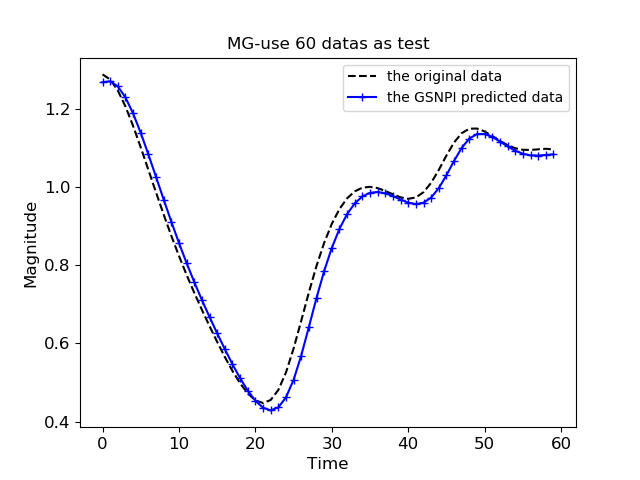 MG-use 60 datas as test
the original data
the GSNPI predicted data
Magnitude
1.2
1.0
0.8
0.6
0.4
0 10 20 30 40 50 60
Time